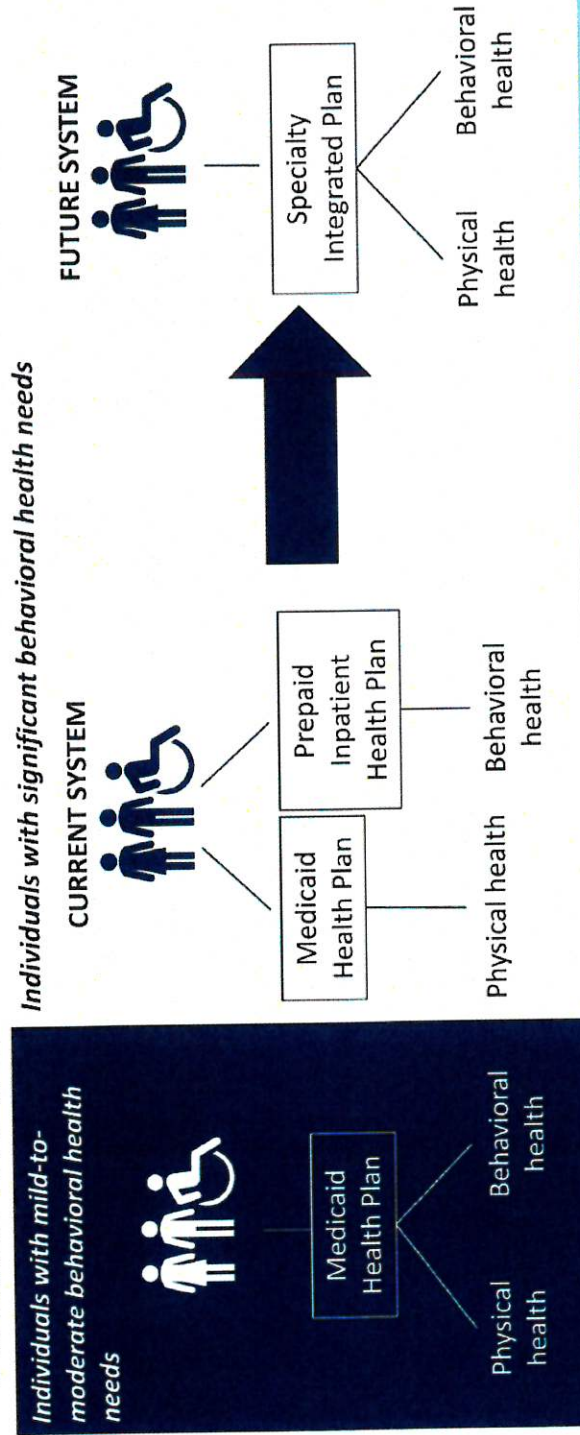 Individuals with mild-to-
moderate behavioral health
needs
Medicaid
Health Plan
Physical
health
Behavioral
health
Individuals with significant behavioral health needs
CURRENT SYSTEM
Medicaid
Health Plan
Prepaid
Inpatient
Health Plan
Physical health
Behavioral
health
FUTURE SYSTEM
Specialty
Integrated Plan
Physical
health
Behavioral
health